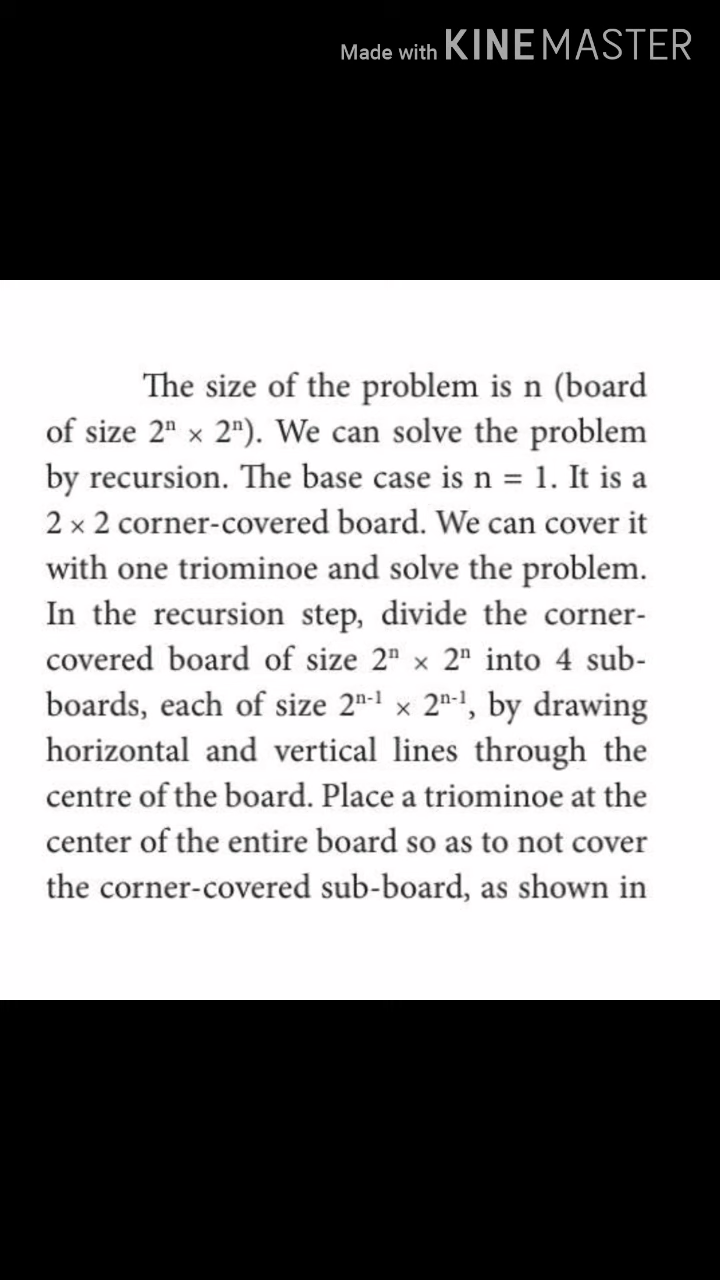 Made with KINEMASTER
The size of the problem is n (board
of size 2ⁿ × 2ⁿ). We can solve the problem
by recursion. The base case is n = 1. It is a
2 × 2 corner-covered board. We can cover it
with one triominoe and solve the problem.
In the recursion step, divide the corner-
covered board of size 2ⁿ × 2ⁿ into 4 sub-
boards, each of size 2ⁿ⁻¹ × 2ⁿ⁻¹, by drawing
horizontal and vertical lines through the
centre of the board. Place a triominoe at the
center of the entire board so as to not cover
the corner-covered sub-board, as shown in